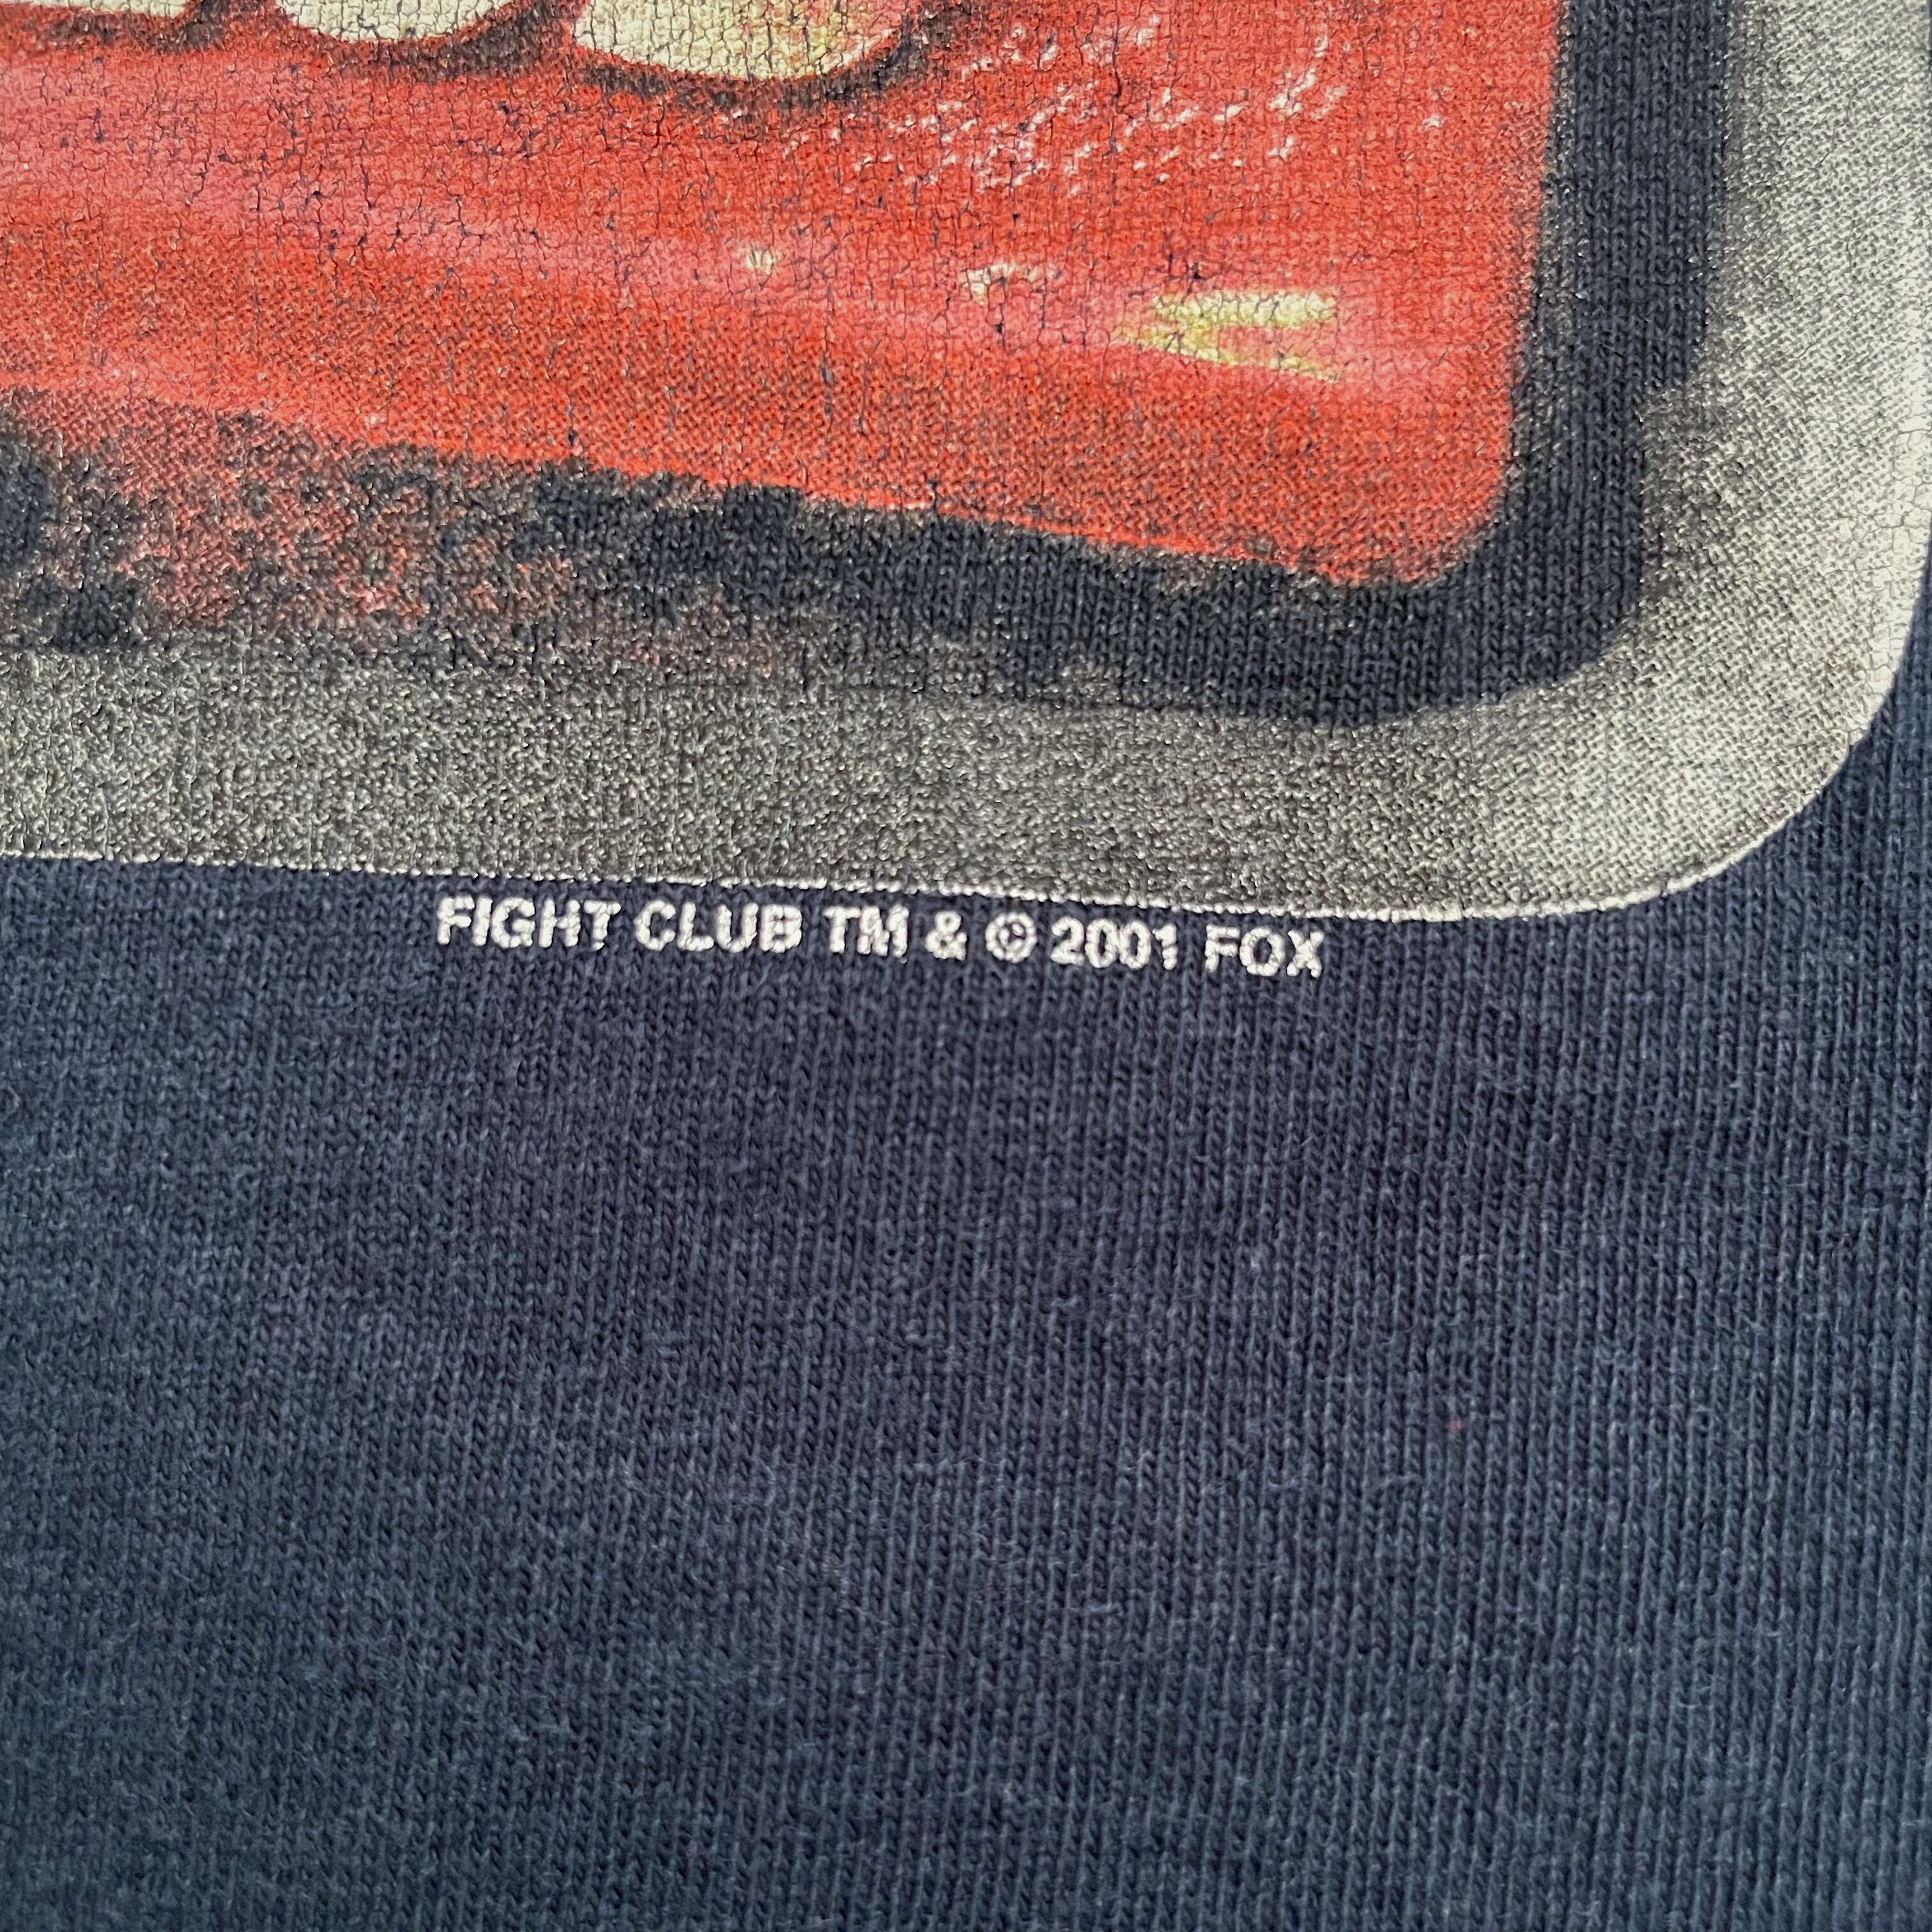 FIGHT CLUB TM & © 2001 FOX